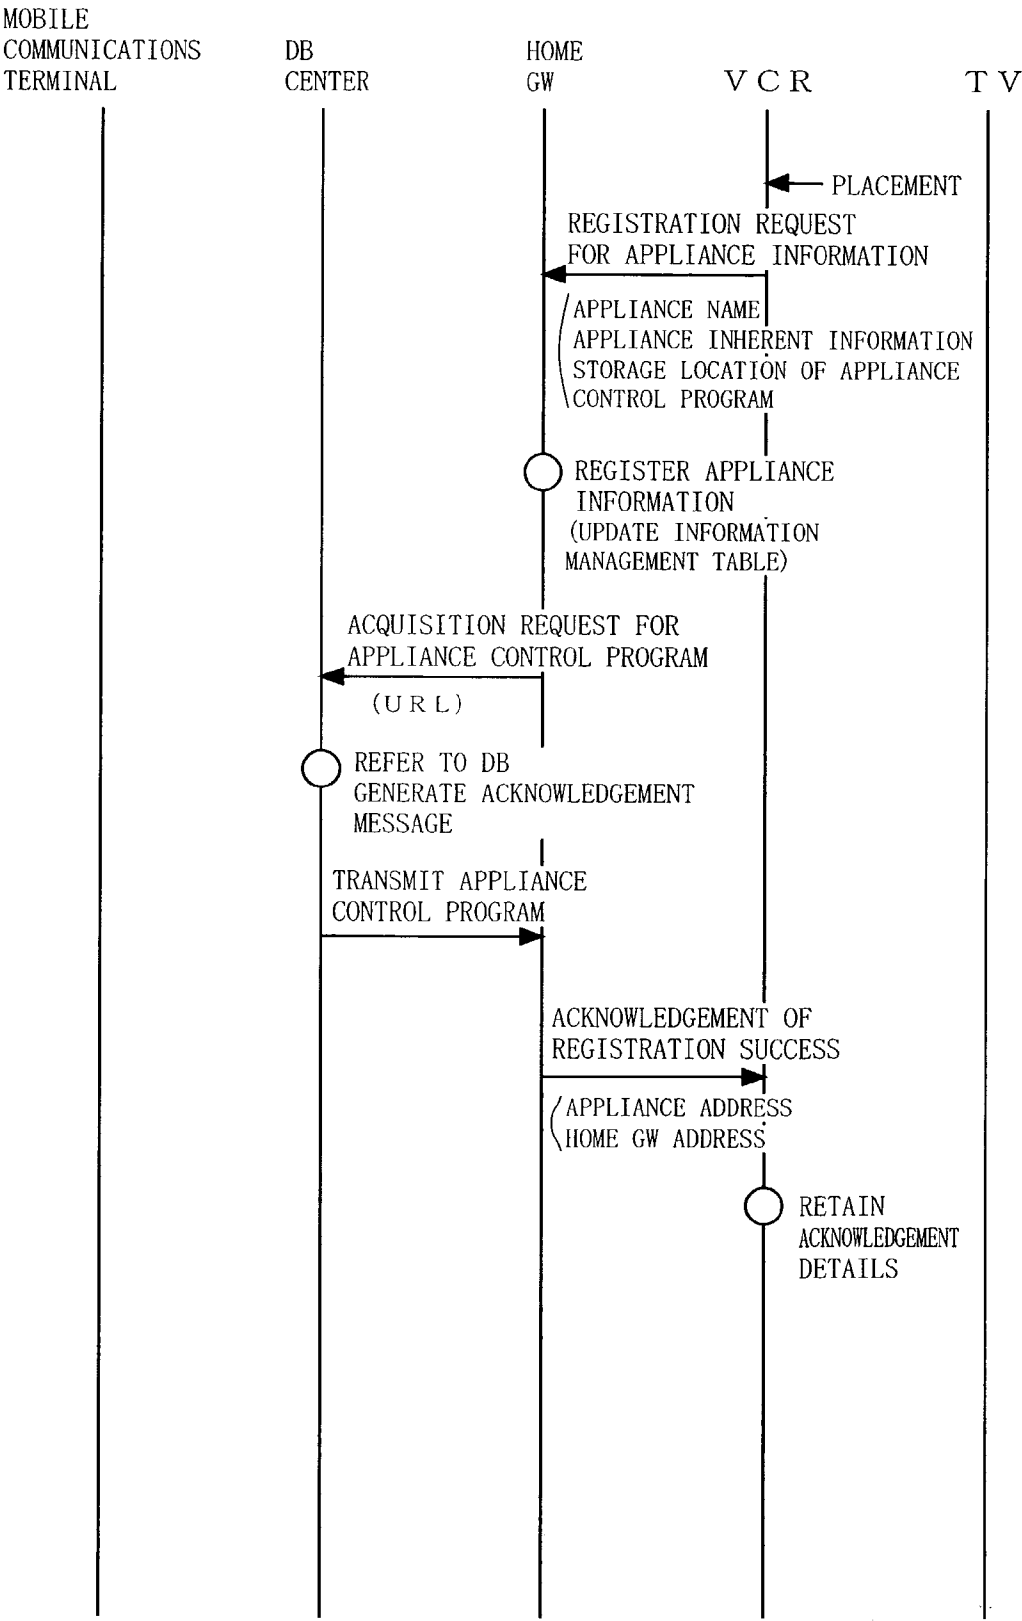 MOBILE
COMMUNICATIONS
TERMINAL
DB
CENTER
HOME
GW
VCR
TV
PLACEMENT
REGISTRATION REQUEST
FOR APPLIANCE INFORMATION
APPLIANCE NAME
APPLIANCE INHERENT INFORMATION
STORAGE LOCATION OF APPLIANCE
CONTROL PROGRAM
REGISTER APPLIANCE
INFORMATION
(UPDATE INFORMATION
MANAGEMENT TABLE)
ACQUISITION REQUEST FOR
APPLIANCE CONTROL PROGRAM
(URL)
REFER TO DB
GENERATE ACKNOWLEDGEMENT
MESSAGE
TRANSMIT APPLIANCE
CONTROL PROGRAM
ACKNOWLEDGEMENT OF
REGISTRATION SUCCESS
APPLIANCE ADDRESS
HOME GW ADDRESS
RETAIN
ACKNOWLEDGEMENT
DETAILS